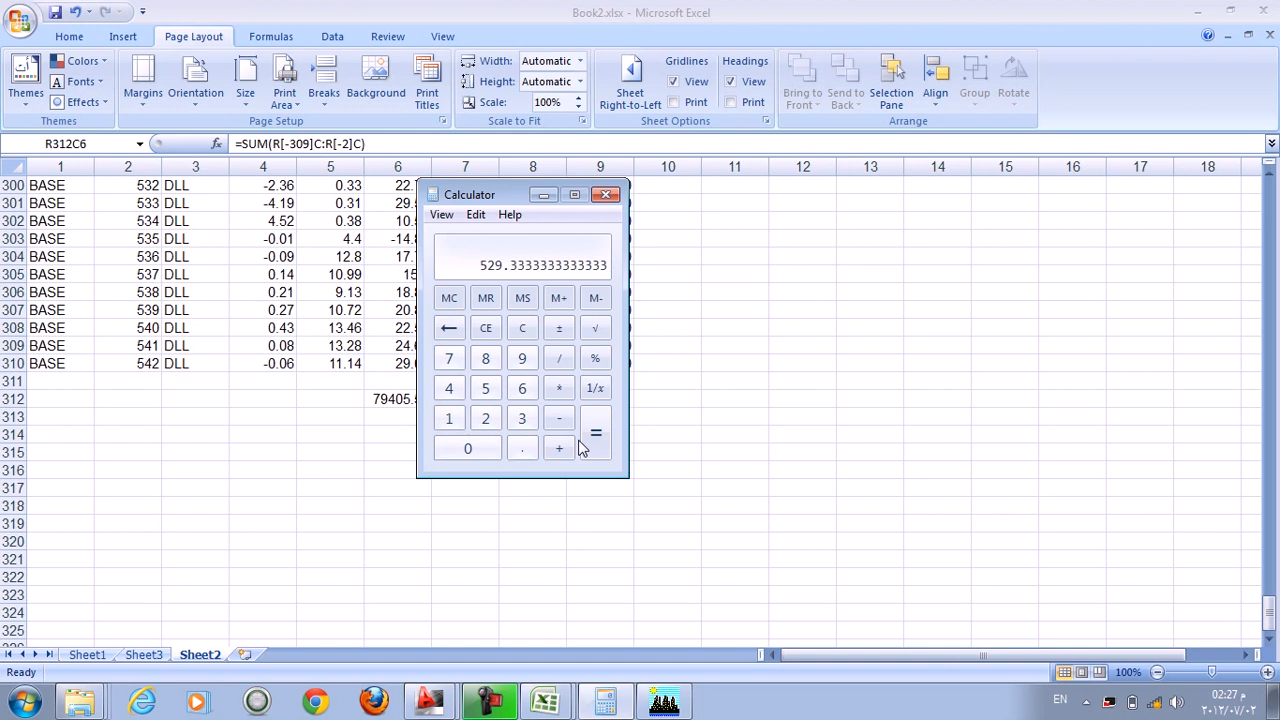 Book2.xlsx - Microsoft Excel
Home Insert Page Layout Formulas Data Review View
Themes Colors Fonts Effects Margins Orientation Size Print Area Breaks Background Print Titles Width: Automatic Height: Automatic Scale: 100% Sheet Right-to-Left Gridlines View Print Headings View Print Bring to Front Send to Back Selection Pane Align Group Rotate
Themes Page Setup Scale to Fit Sheet Options Arrange
R312C6 fx =SUM(R[-309]C:R[-2]C)
1 2 3 4 5 6 7 8 9 10 11 12 13 14 15 16 17 18
300 BASE 532 DLL -2.36 0.33
301 BASE 533 DLL -4.19 0.31
302 BASE 534 DLL 4.52 0.38
303 BASE 535 DLL -0.01 4.4
304 BASE 536 DLL -0.09 12.8
305 BASE 537 DLL 0.14 10.99
306 BASE 538 DLL 0.21 9.13
307 BASE 539 DLL 0.27 10.72
308 BASE 540 DLL 0.43 13.46
309 BASE 541 DLL 0.08 13.28
310 BASE 542 DLL -0.06 11.14
311
312
313
314
315
316
317
318
319
320
321
322
323
324
325
Calculator
View Edit Help
529.3333333333333
MC MR MS M+ M-
← CE C ± √
7 8 9 / %
4 5 6 * 1/x
1 2 3 - =
0 . +
Sheet1 Sheet3 Sheet2
Ready 100%
EN 02:27 م
٢٠١٢/٠٧/٠٢